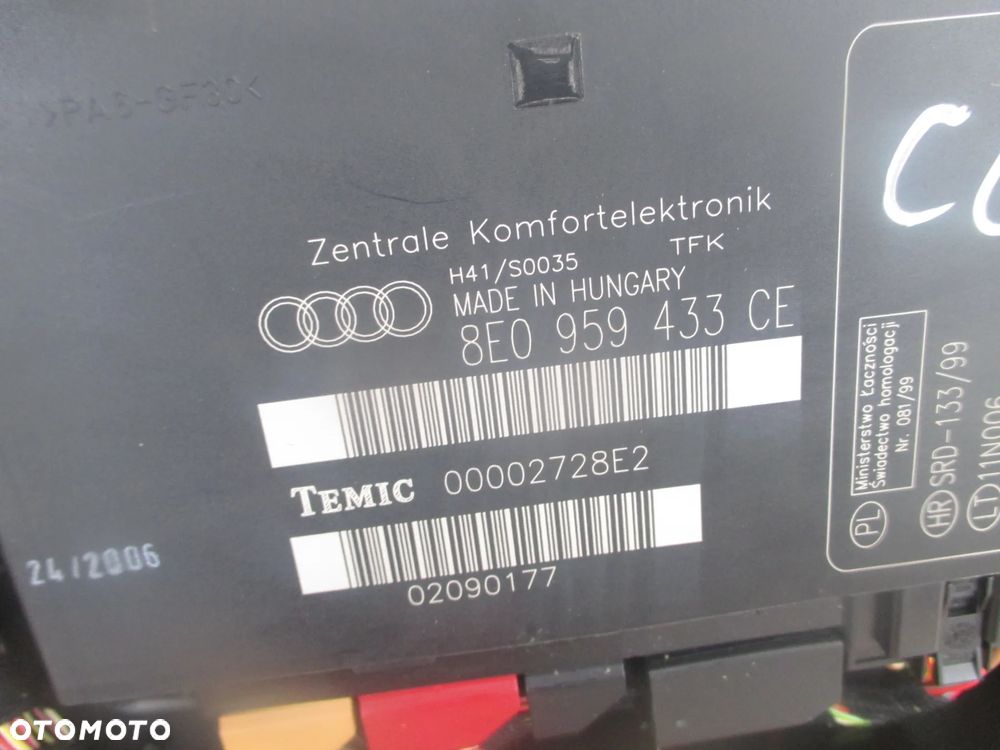 >PA6-GF30<
Zentrale Komfortelektronik
H41/S0035 TFK
MADE IN HUNGARY
8E0 959 433 CE
TEMIC 00002728E2
02090177
24/2006
Ministerstwo Łączności
Świadectwo homologacji
Nr. 081/99
PL
HR SRD-133/99
LT 11N006
OTOMOTO